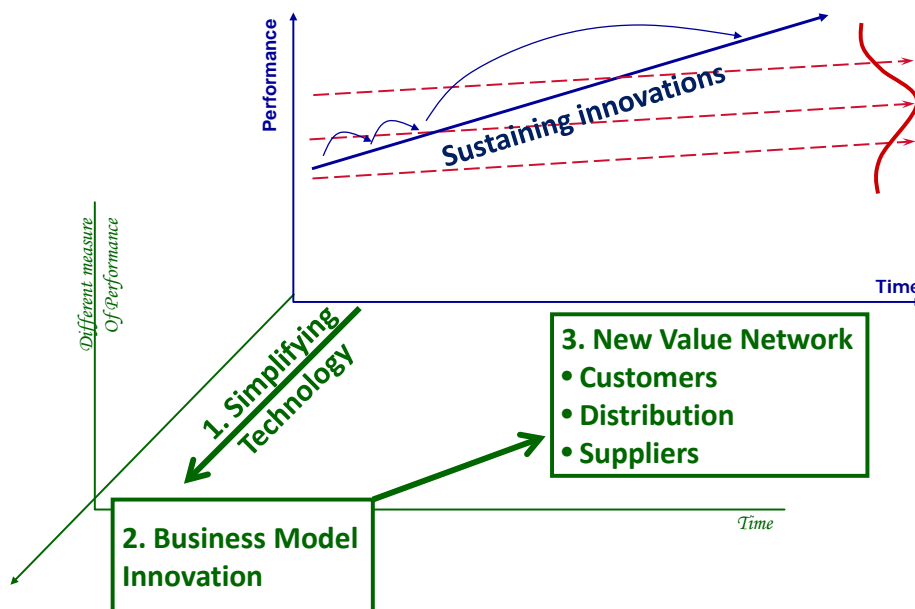 Performance
Sustaining innovations
Time
Different measure
Of Performance
1. Simplifying
Technology
3. New Value Network
• Customers
• Distribution
• Suppliers
2. Business Model
Innovation
Time